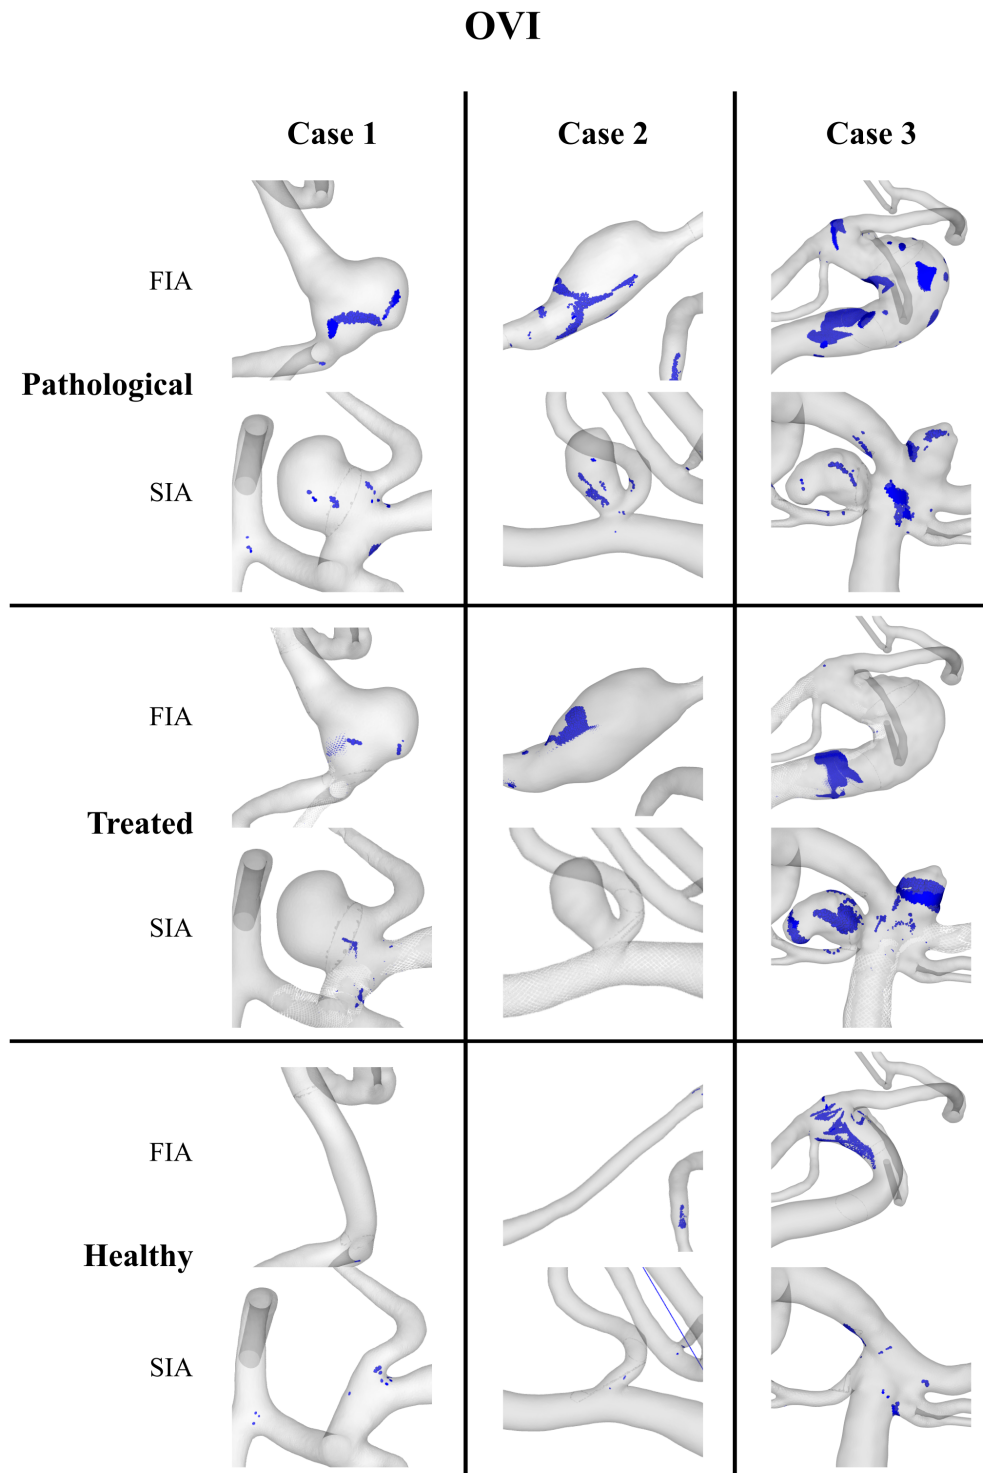 OVI
Case 1
Case 2
Case 3
FIA
Pathological
SIA
FIA
Treated
SIA
FIA
Healthy
SIA